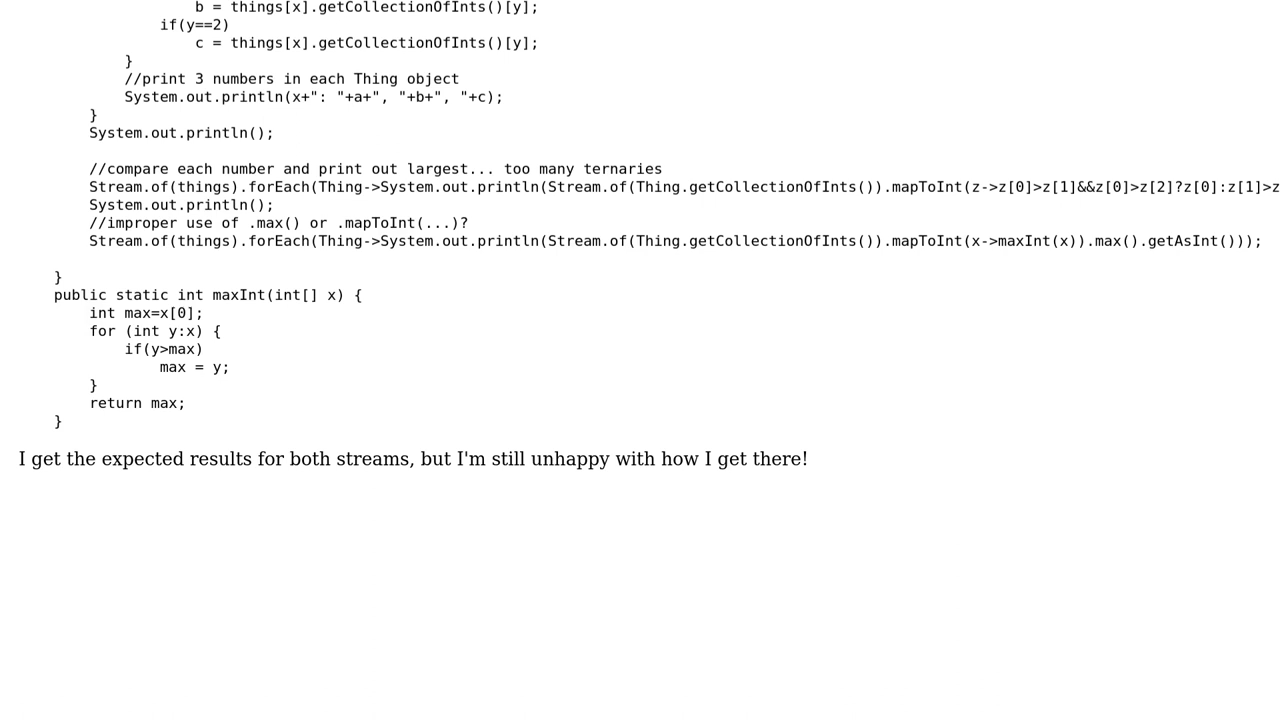 b = things[x].getCollectionOfInts()[y];
if(y==2)
c = things[x].getCollectionOfInts()[y];
}
//print 3 numbers in each Thing object
System.out.println(x+": "+a+", "+b+", "+c);
}
System.out.println();
//compare each number and print out largest... too many ternaries
Stream.of(things).forEach(Thing->System.out.println(Stream.of(Thing.getCollectionOfInts()).mapToInt(z->z[0]>z[1]&&z[0]>z[2]?z[0]:z[1]>z
System.out.println();
//improper use of .max() or .mapToInt(...)?
Stream.of(things).forEach(Thing->System.out.println(Stream.of(Thing.getCollectionOfInts()).mapToInt(x->maxInt(x)).max().getAsInt()));
}
public static int maxInt(int[] x) {
int max=x[0];
for (int y:x) {
if(y>max)
max = y;
}
return max;
}
I get the expected results for both streams, but I'm still unhappy with how I get there!